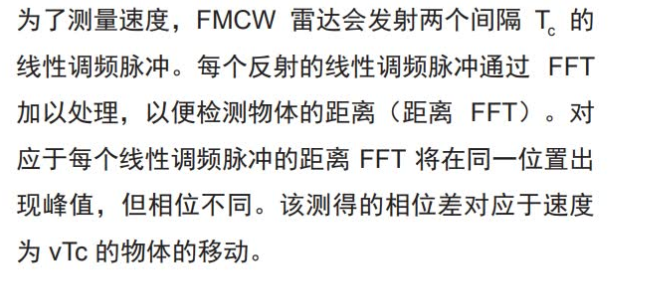 为了测量速度，FMCW 雷达会发射两个间隔 Tc 的
线性调频脉冲。每个反射的线性调频脉冲通过 FFT
加以处理，以便检测物体的距离（距离 FFT）。对
应于每个线性调频脉冲的距离 FFT 将在同一位置出
现峰值，但相位不同。该测得的相位差对应于速度
为 vTc 的物体的移动。